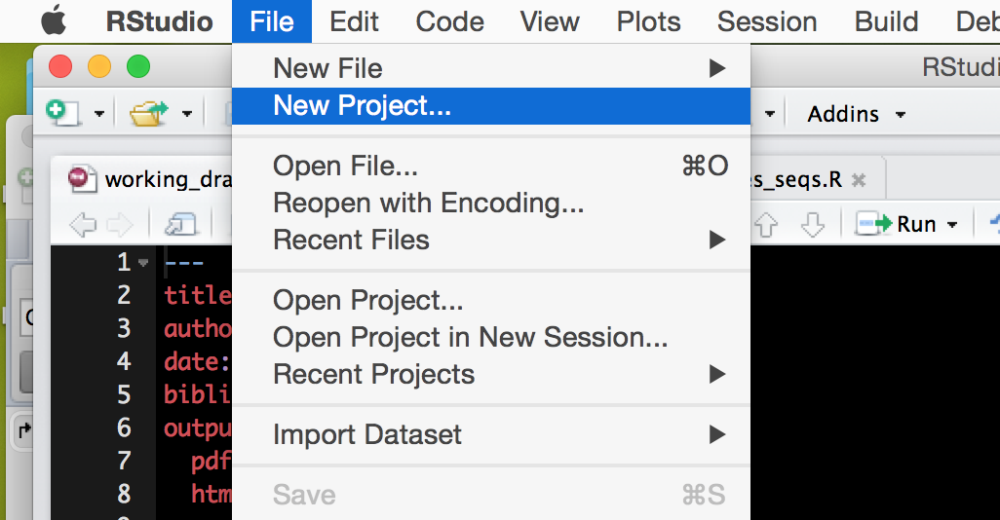 RStudio File Edit Code View Plots Session Build Deb
RStudi
New File
New Project...
Addins
Open File... ⌘O
working_dra
es_seqs.R
Reopen with Encoding...
Run
Recent Files
1 ---
2 title
Open Project...
3 autho
Open Project in New Session...
4 date:
Recent Projects
5 bibli
6 outpu
Import Dataset
7 pdf
8 htm
Save ⌘S